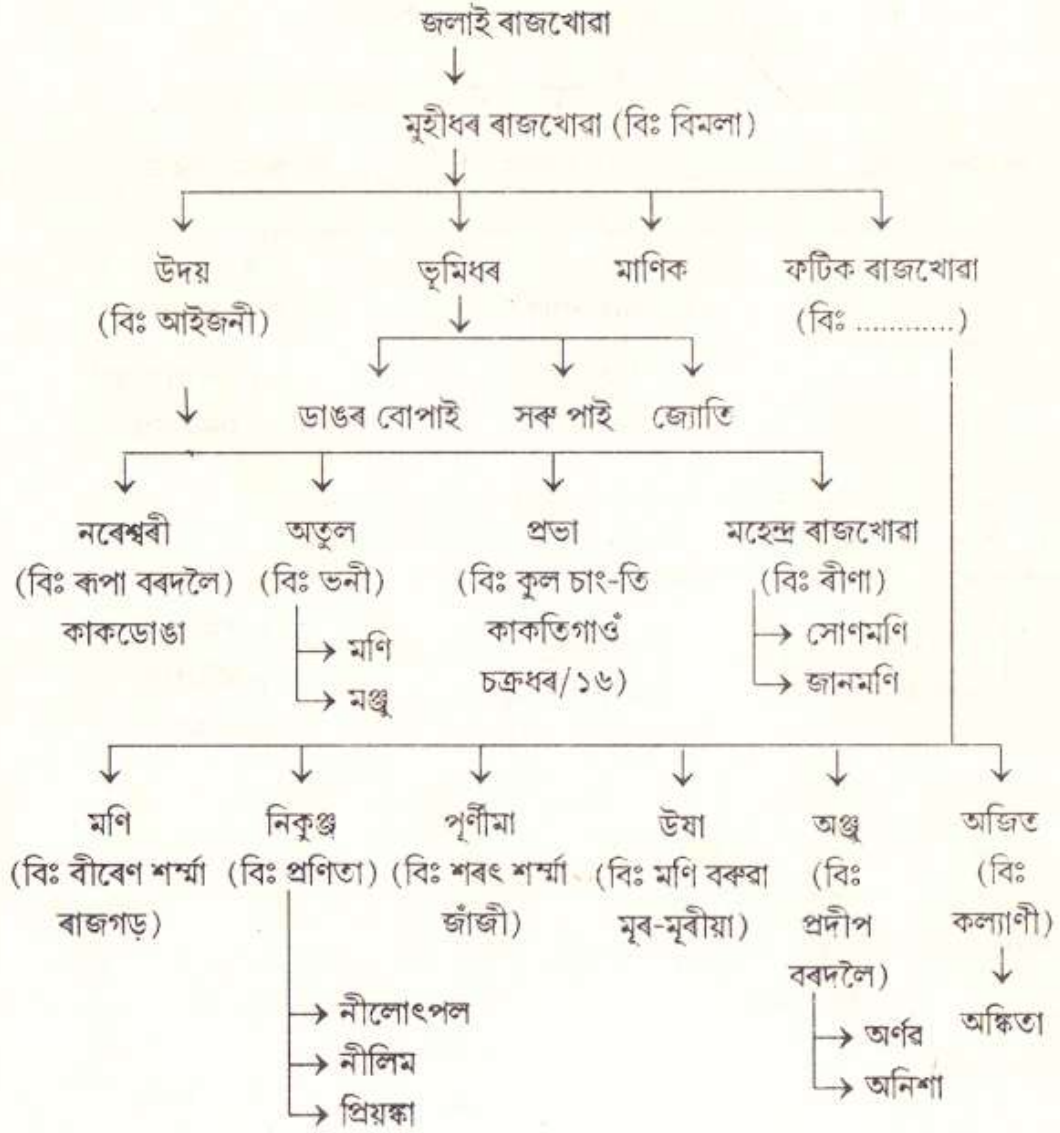 জলাই ৰাজখোৱা
মুহীধৰ ৰাজখোৱা (বিঃ বিমলা)
উদয় ভূমিধৰ মাণিক ফটিক ৰাজখোৱা
(বিঃ আইজনী) (বিঃ ............)
ডাঙৰ বোপাই সৰু পাই জ্যোতি
নৰেশ্বৰী অতুল প্ৰভা মহেন্দ্ৰ ৰাজখোৱা
(বিঃ ৰূপা বৰদলৈ) (বিঃ ভনী) (বিঃ কুল চাং-তি (বিঃ ৰীণা)
কাকডোঙা মণি কাকতিগাওঁ সোণমণি
মঞ্জু চক্ৰধৰ/১৬) জানমণি
মণি নিকুঞ্জ পূৰ্ণীমা উষা অঞ্জু অজিত
(বিঃ বীৰেণ শৰ্ম্মা (বিঃ প্ৰণিতা) (বিঃ শৰৎ শৰ্ম্মা (বিঃ মণি বৰুৱা (বিঃ (বিঃ
ৰাজগড়) জাঁজী) মূৰ-মূৰীয়া) প্ৰদীপ কল্যাণী)
বৰদলৈ)
নীলোৎপল অৰ্ণৱ অঙ্কিতা
নীলিম অনিশা
প্ৰিয়ঙ্কা